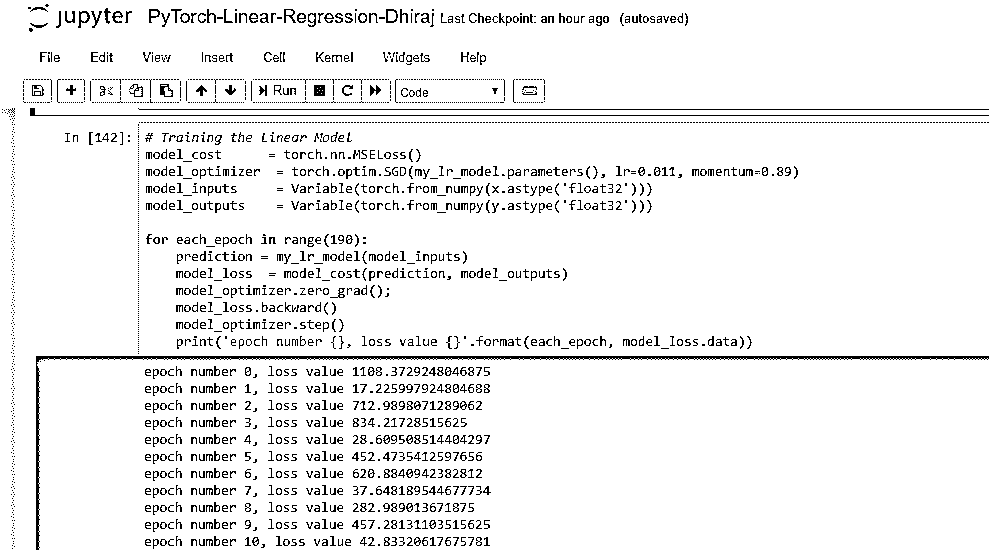 jupyter PyTorch-Linear-Regression-Dhiraj Last Checkpoint: an hour ago (autosaved)
File Edit View Insert Cell Kernel Widgets Help
Run Code
In [142]: # Training the Linear Model
model_cost = torch.nn.MSELoss()
model_optimizer = torch.optim.SGD(my_lr_model.parameters(), lr=0.011, momentum=0.89)
model_inputs = Variable(torch.from_numpy(x.astype('float32')))
model_outputs = Variable(torch.from_numpy(y.astype('float32')))
for each_epoch in range(190):
prediction = my_lr_model(model_inputs)
model_loss = model_cost(prediction, model_outputs)
model_optimizer.zero_grad();
model_loss.backward()
model_optimizer.step()
print('epoch number {}, loss value {}'.format(each_epoch, model_loss.data))
epoch number 0, loss value 1108.3729248046875
epoch number 1, loss value 17.225997924804688
epoch number 2, loss value 712.9898071289062
epoch number 3, loss value 834.21728515625
epoch number 4, loss value 28.609508514404297
epoch number 5, loss value 452.4735412597656
epoch number 6, loss value 620.8840942382812
epoch number 7, loss value 37.648189544677734
epoch number 8, loss value 282.989013671875
epoch number 9, loss value 457.28131103515625
epoch number 10, loss value 42.83320617675781